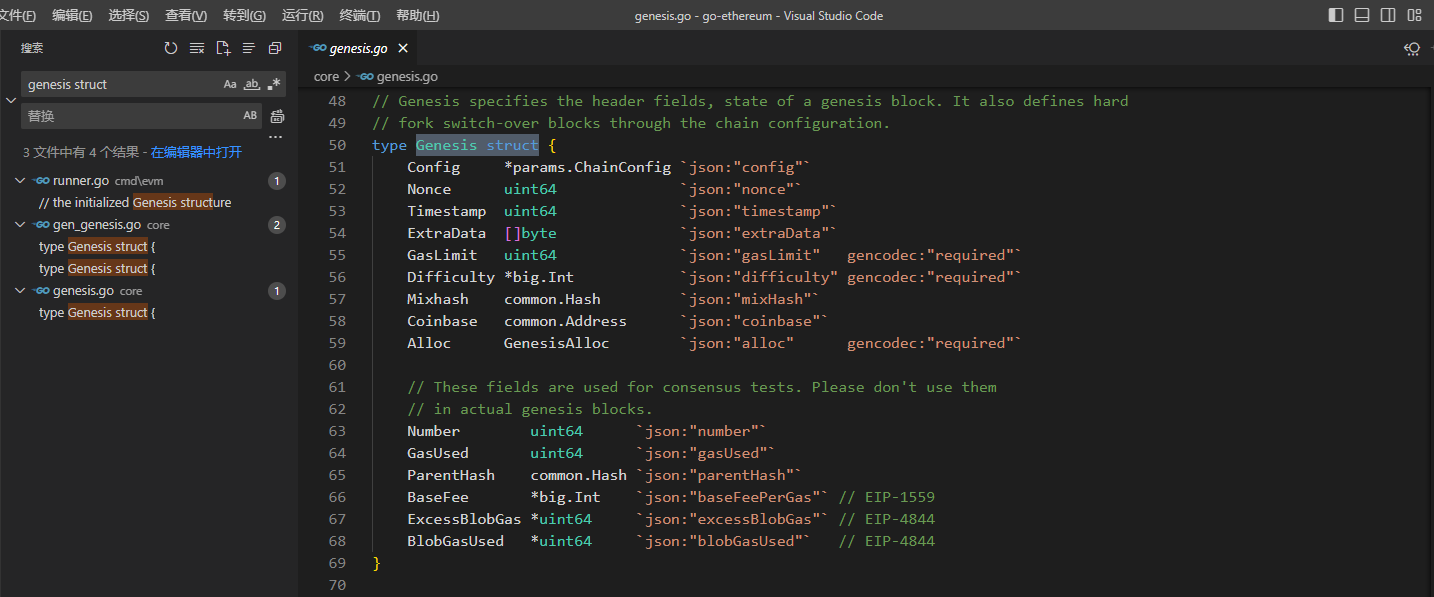 文件(F) 编辑(E) 选择(S) 查看(V) 转到(G) 运行(R) 终端(T) 帮助(H) genesis.go - go-ethereum - Visual Studio Code
搜索
genesis struct Aa ab, .*
替换 AB
3 文件中有 4 个结果 - 在编辑器中打开
GO runner.go cmd\evm 1
// the initialized Genesis structure
GO gen_genesis.go core 2
type Genesis struct {
type Genesis struct {
GO genesis.go core 1
type Genesis struct {
GO genesis.go
core > GO genesis.go
48 // Genesis specifies the header fields, state of a genesis block. It also defines hard
49 // fork switch-over blocks through the chain configuration.
50 type Genesis struct {
51 Config *params.ChainConfig `json:"config"`
52 Nonce uint64 `json:"nonce"`
53 Timestamp uint64 `json:"timestamp"`
54 ExtraData []byte `json:"extraData"`
55 GasLimit uint64 `json:"gasLimit" gencodec:"required"`
56 Difficulty *big.Int `json:"difficulty" gencodec:"required"`
57 Mixhash common.Hash `json:"mixHash"`
58 Coinbase common.Address `json:"coinbase"`
59 Alloc GenesisAlloc `json:"alloc" gencodec:"required"`
60
61 // These fields are used for consensus tests. Please don't use them
62 // in actual genesis blocks.
63 Number uint64 `json:"number"`
64 GasUsed uint64 `json:"gasUsed"`
65 ParentHash common.Hash `json:"parentHash"`
66 BaseFee *big.Int `json:"baseFeePerGas"` // EIP-1559
67 ExcessBlobGas *uint64 `json:"excessBlobGas"` // EIP-4844
68 BlobGasUsed *uint64 `json:"blobGasUsed"` // EIP-4844
69 }
70